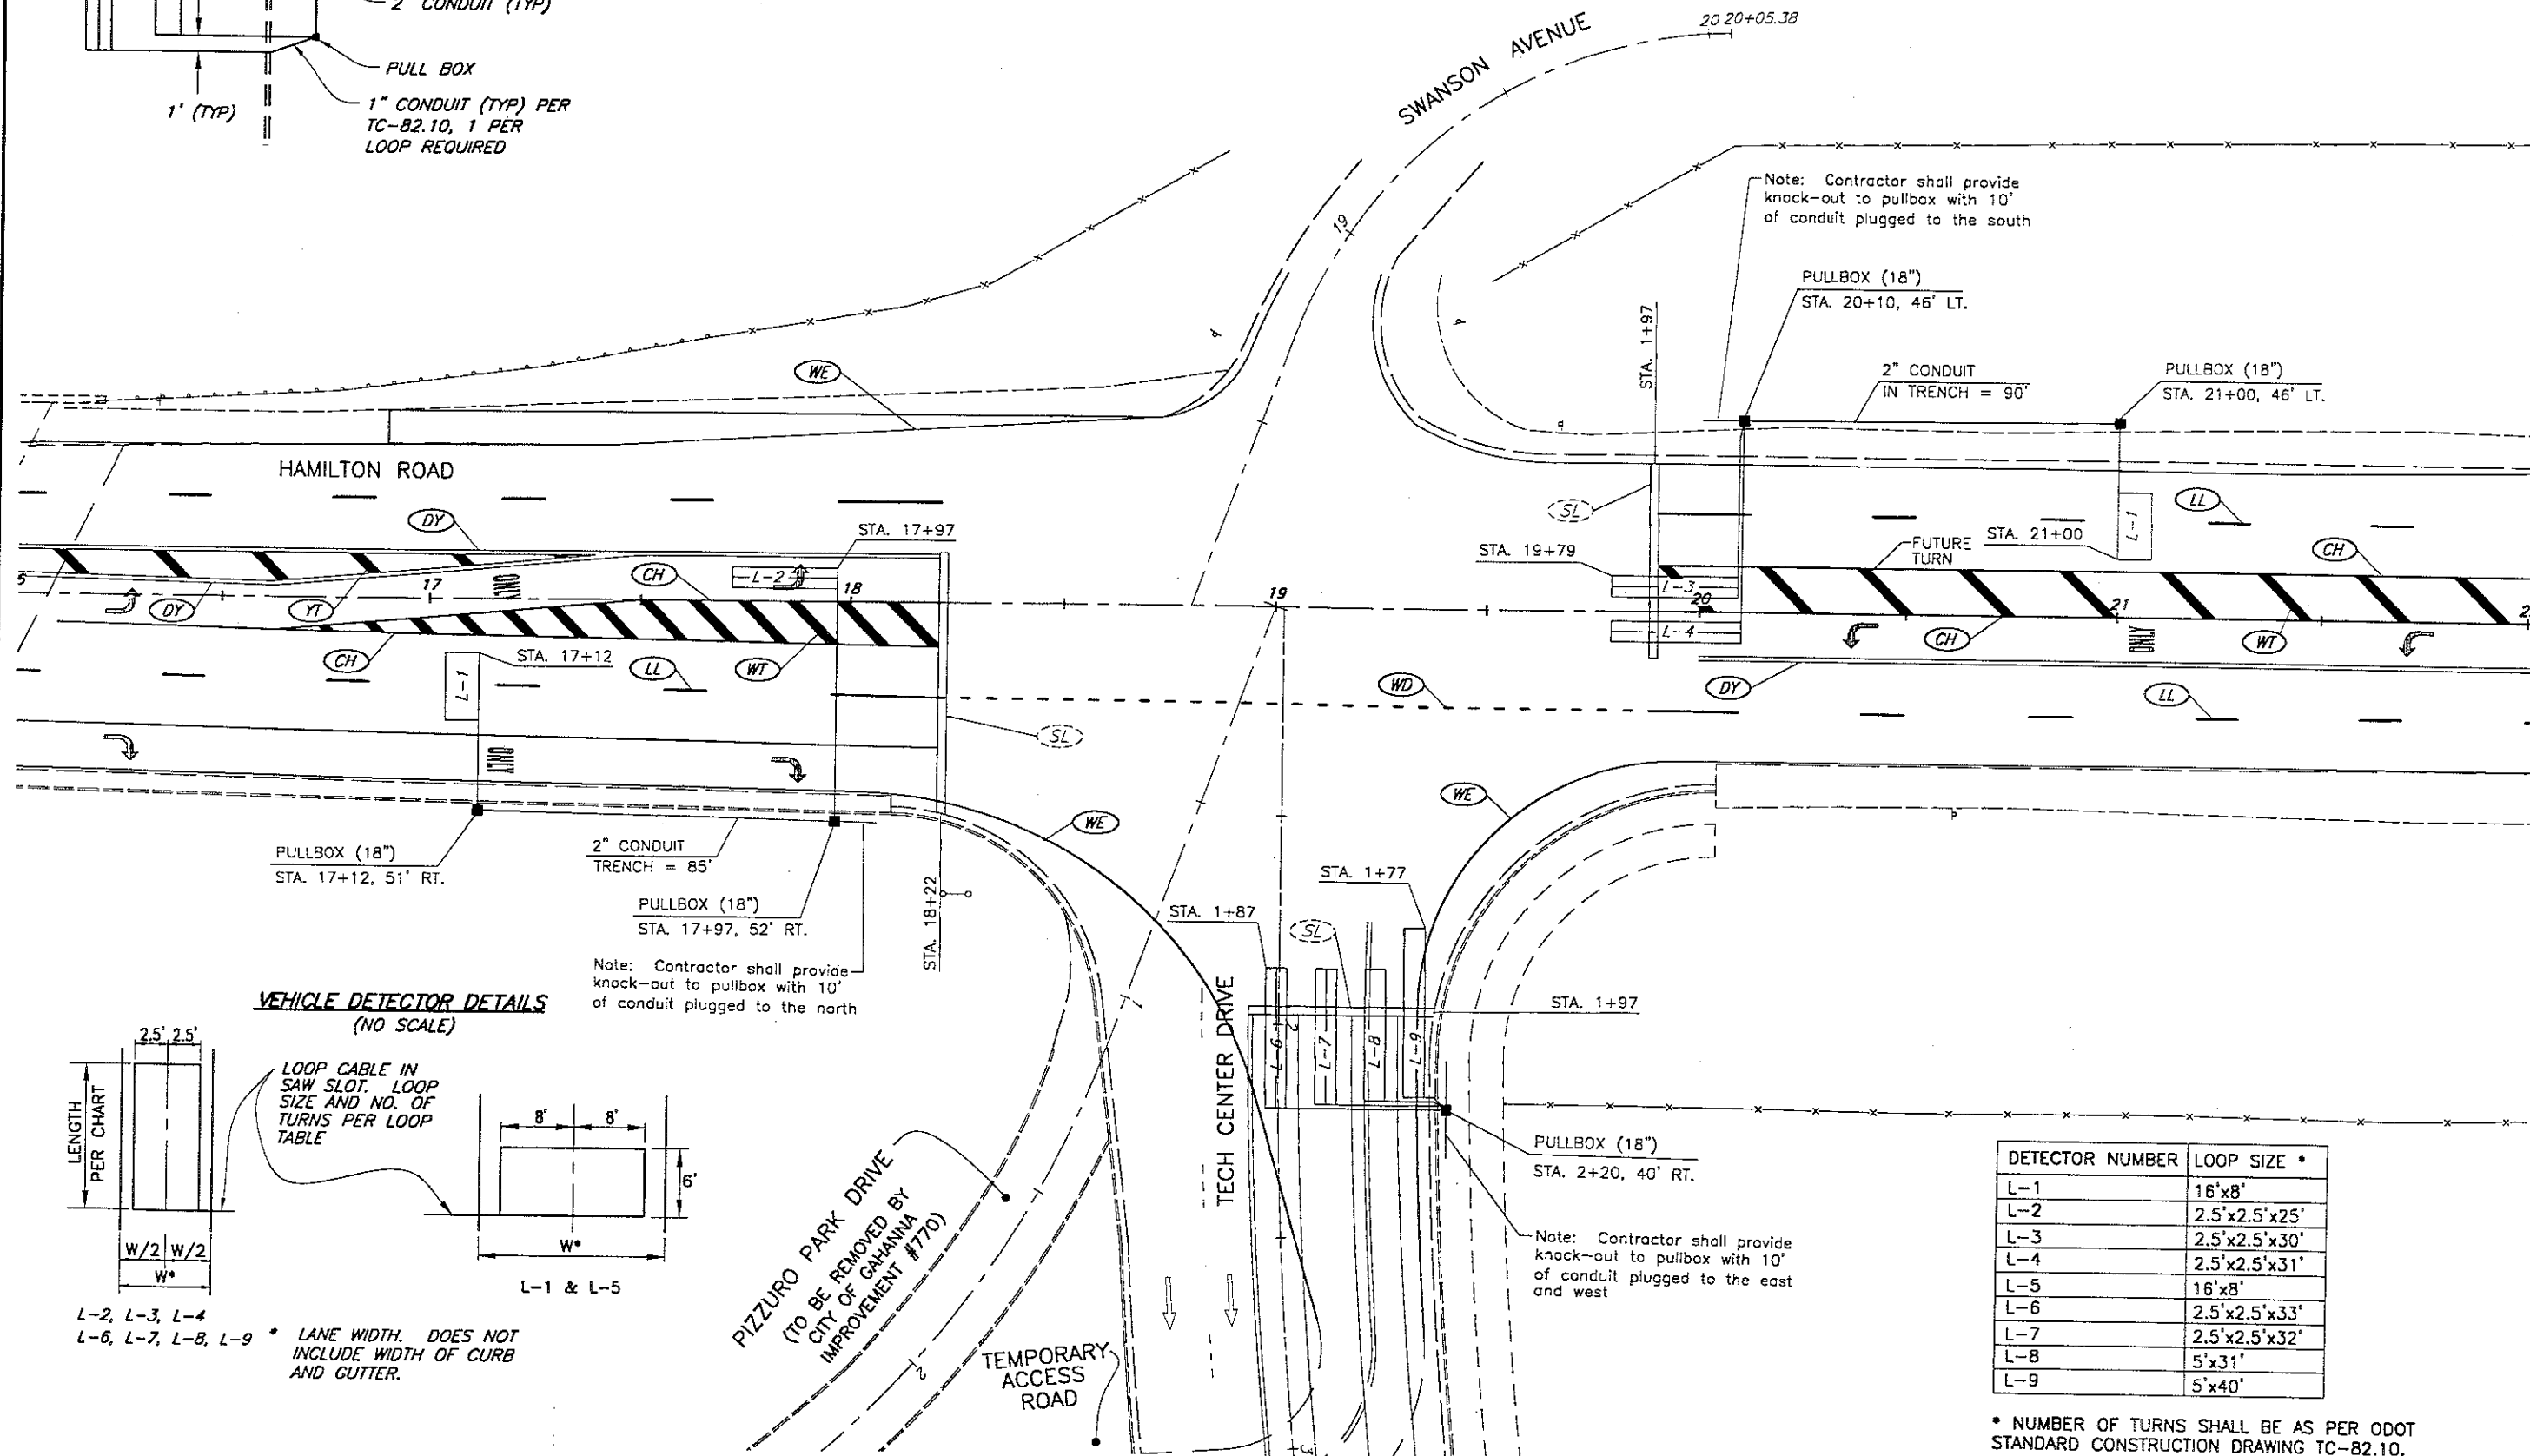 2" CONDUIT (TYP)
PULL BOX
1' (TYP)
1" CONDUIT (TYP) PER
TC-82.10, 1 PER
LOOP REQUIRED
SWANSON AVENUE
20 20+05.38
19
Note: Contractor shall provide
knock-out to pullbox with 10'
of conduit plugged to the south
PULLBOX (18")
STA. 20+10, 46' LT.
STA. 1+97
2" CONDUIT
IN TRENCH = 90'
PULLBOX (18")
STA. 21+00, 46' LT.
WE
HAMILTON ROAD
DY
STA. 17+97
SL
LL
L-1
STA. 19+79
FUTURE
TURN
STA. 21+00
CH
L-2
CH
17
ONLY
18
19
L-3
20
21
DY
YT
L-4
CH
ONLY
WT
CH
STA. 17+12
LL
WT
WD
DY
LL
L-1
SL
ONLY
WE
WE
PULLBOX (18")
STA. 17+12, 51' RT.
2" CONDUIT
TRENCH = 85'
PULLBOX (18")
STA. 17+97, 52' RT.
STA. 18+22
Note: Contractor shall provide
knock-out to pullbox with 10'
of conduit plugged to the north
STA. 1+77
STA. 1+87
SL
STA. 1+97
1
2
L-6
L-7
L-8
L-9
TECH CENTER DRIVE
PULLBOX (18")
STA. 2+20, 40' RT.
Note: Contractor shall provide
knock-out to pullbox with 10'
of conduit plugged to the east
and west
VEHICLE DETECTOR DETAILS
(NO SCALE)
2.5' 2.5'
LENGTH
PER CHART
LOOP CABLE IN
SAW SLOT. LOOP
SIZE AND NO. OF
TURNS PER LOOP
TABLE
8' 8'
6'
W/2 W/2
W*
W*
L-1 & L-5
L-2, L-3, L-4
L-6, L-7, L-8, L-9
* LANE WIDTH. DOES NOT
INCLUDE WIDTH OF CURB
AND GUTTER.
PIZZURO PARK DRIVE
(TO BE REMOVED BY
CITY OF GAHANNA
IMPROVEMENT #770)
2
TEMPORARY
ACCESS
ROAD
3
DETECTOR NUMBER LOOP SIZE *
L-1 16'x8'
L-2 2.5'x2.5'x25'
L-3 2.5'x2.5'x30'
L-4 2.5'x2.5'x31'
L-5 16'x8'
L-6 2.5'x2.5'x33'
L-7 2.5'x2.5'x32'
L-8 5'x31'
L-9 5'x40'
* NUMBER OF TURNS SHALL BE AS PER ODOT
STANDARD CONSTRUCTION DRAWING TC-82.10.